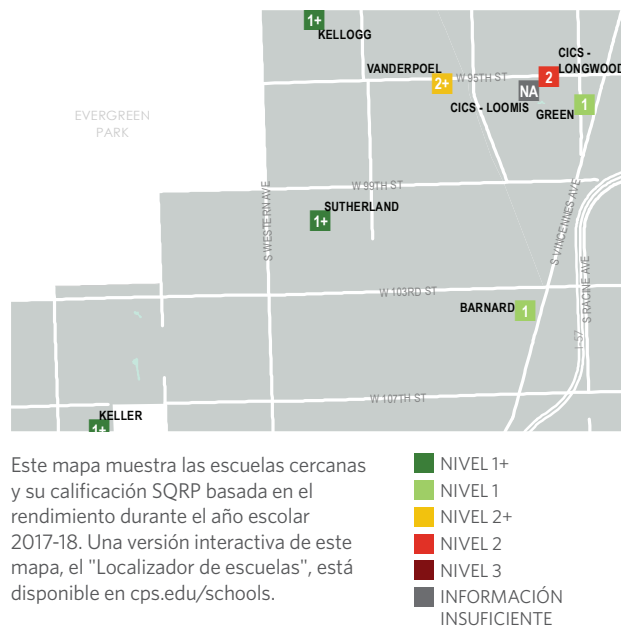 1+
KELLOGG
CICS -
LONGWOOD
VANDERPOEL
2+
W 95TH ST
2
NA
CICS - LOOMIS
GREEN
1
EVERGREEN
PARK
W 99TH ST
SUTHERLAND
1+
S WESTERN AVE
S VINCENNES AVE
S RACINE AVE
W 103RD ST
BARNARD
1
I-57
W 107TH ST
KELLER
1+
Este mapa muestra las escuelas cercanas
y su calificación SQRP basada en el
rendimiento durante el año escolar
2017-18. Una versión interactiva de este
mapa, el "Localizador de escuelas", está
disponible en cps.edu/schools.
NIVEL 1+
NIVEL 1
NIVEL 2+
NIVEL 2
NIVEL 3
INFORMACIÓN
INSUFICIENTE